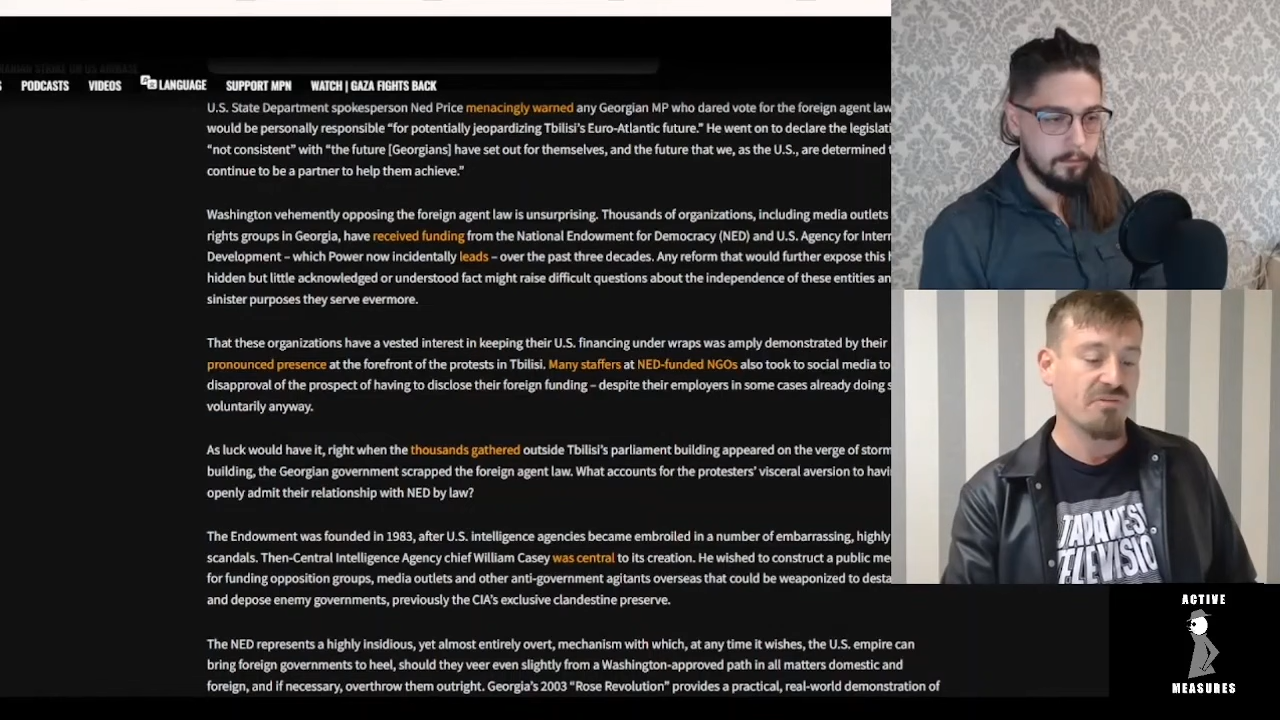 PODCASTS VIDEOS LANGUAGE SUPPORT MPN WATCH | GAZA FIGHTS BACK
U.S. State Department spokesperson Ned Price menacingly warned any Georgian MP who dared vote for the foreign agent law
would be personally responsible “for potentially jeopardizing Tbilisi’s Euro-Atlantic future.” He went on to declare the
“not consistent” with “the future [Georgians] have set out for themselves, and the future that we, as the U.S., are determined
continue to be a partner to help them achieve.”
Washington vehemently opposing the foreign agent law is unsurprising. Thousands of organizations, including media outlets
rights groups in Georgia, have received funding from the National Endowment for Democracy (NED) and U.S. Agency for
Development – which Power now incidentally leads – over the past three decades. Any reform that would further expose this
hidden but little acknowledged or understood fact might raise difficult questions about the independence of these entities
sinister purposes they serve evermore.
That these organizations have a vested interest in keeping their U.S. financing under wraps was amply demonstrated by their
pronounced presence at the forefront of the protests in Tbilisi. Many staffers at NED-funded NGOs also took to social media to
disapproval of the prospect of having to disclose their foreign funding – despite their employers in some cases already doing
voluntarily anyway.
As luck would have it, right when the thousands gathered outside Tbilisi’s parliament building appeared on the verge of
building, the Georgian government scrapped the foreign agent law. What accounts for the protesters’ visceral aversion to
openly admit their relationship with NED by law?
The Endowment was founded in 1983, after U.S. intelligence agencies became embroiled in a number of embarrassing, highly
scandals. Then-Central Intelligence Agency chief William Casey was central to its creation. He wished to construct a public
for funding opposition groups, media outlets and other anti-government agitants overseas that could be weaponized to
and depose enemy governments, previously the CIA’s exclusive clandestine preserve.
The NED represents a highly insidious, yet almost entirely overt, mechanism with which, at any time it wishes, the U.S. empire can
bring foreign governments to heel, should they veer even slightly from a Washington-approved path in all matters domestic and
foreign, and if necessary, overthrow them outright. Georgia’s 2003 “Rose Revolution” provides a practical, real-world demonstration of
ACTIVE
MEASURES